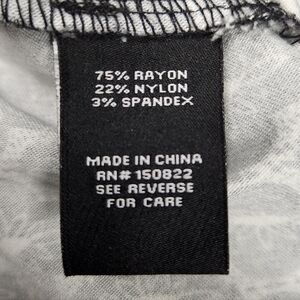 75% RAYON
22% NYLON
3% SPANDEX
MADE IN CHINA
RN# 150822
SEE REVERSE
FOR CARE